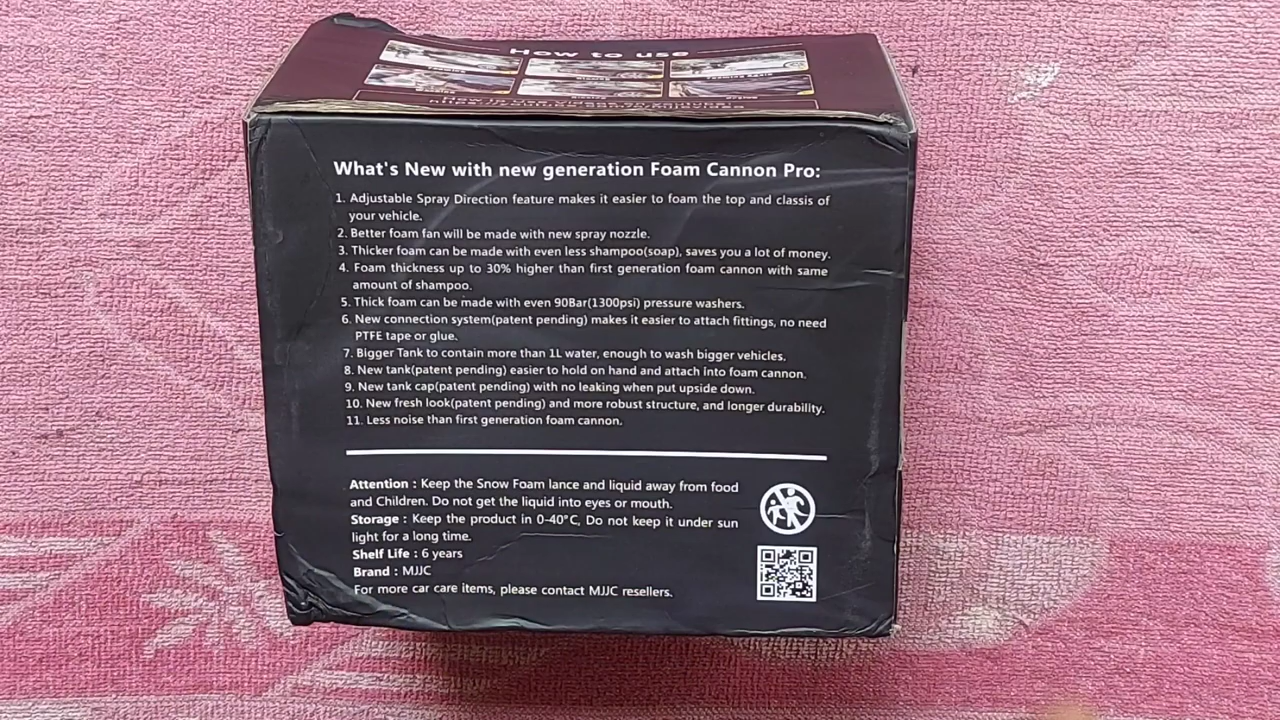 How to use
What's New with new generation Foam Cannon Pro:
1. Adjustable Spray Direction feature makes it easier to foam the top and classis of
your vehicle.
2. Better foam fan will be made with new spray nozzle.
3. Thicker foam can be made with even less shampoo(soap), saves you a lot of money.
4. Foam thickness up to 30% higher than first generation foam cannon with same
amount of shampoo.
5. Thick foam can be made with even 90Bar(1300psi) pressure washers.
6. New connection system(patent pending) makes it easier to attach fittings, no need
PTFE tape or glue.
7. Bigger Tank to contain more than 1L water, enough to wash bigger vehicles.
8. New tank(patent pending) easier to hold on hand and attach into foam cannon.
9. New tank cap(patent pending) with no leaking when put upside down.
10. New fresh look(patent pending) and more robust structure, and longer durability.
11. Less noise than first generation foam cannon.
Attention : Keep the Snow Foam lance and liquid away from food
and Children. Do not get the liquid into eyes or mouth.
Storage : Keep the product in 0-40°C, Do not keep it under sun
light for a long time.
Shelf Life : 6 years
Brand : MJJC
For more car care items, please contact MJJC resellers.